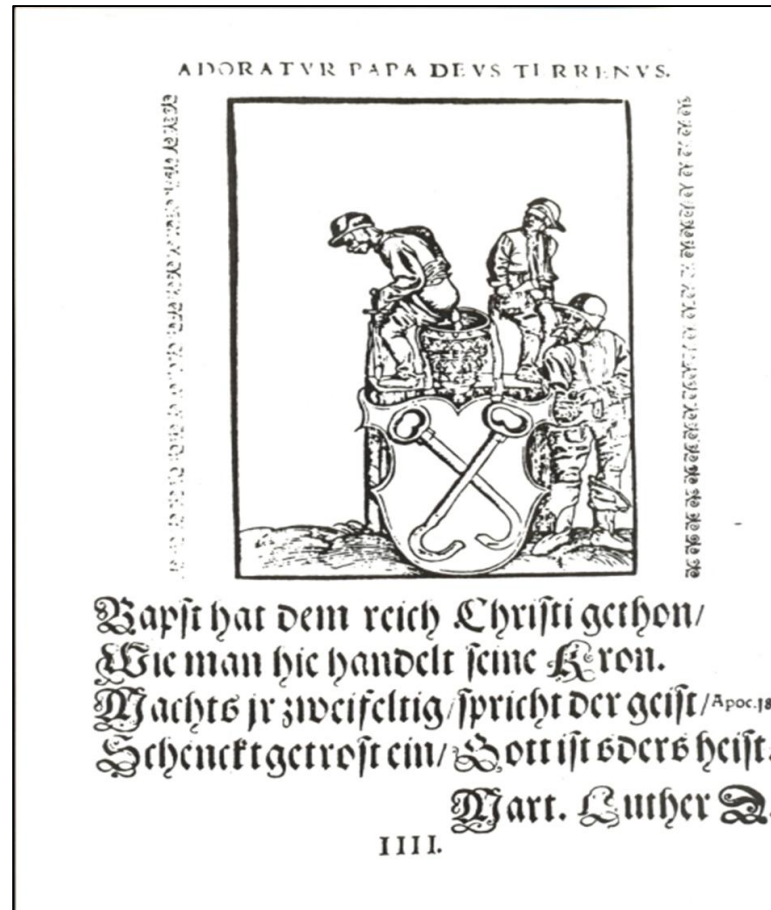 ADORATVR PAPA DEVS TERRENVS.
Bapſt hat dem reich Chriſti gethon/
Wie man hie handelt ſeine Kron.
Machts jr zweifeltig/ſpricht der geiſt/Apoc.18
Schenckt getroſt ein/Gott iſts ders heiſt.
Mart. Luther D.
IIII.